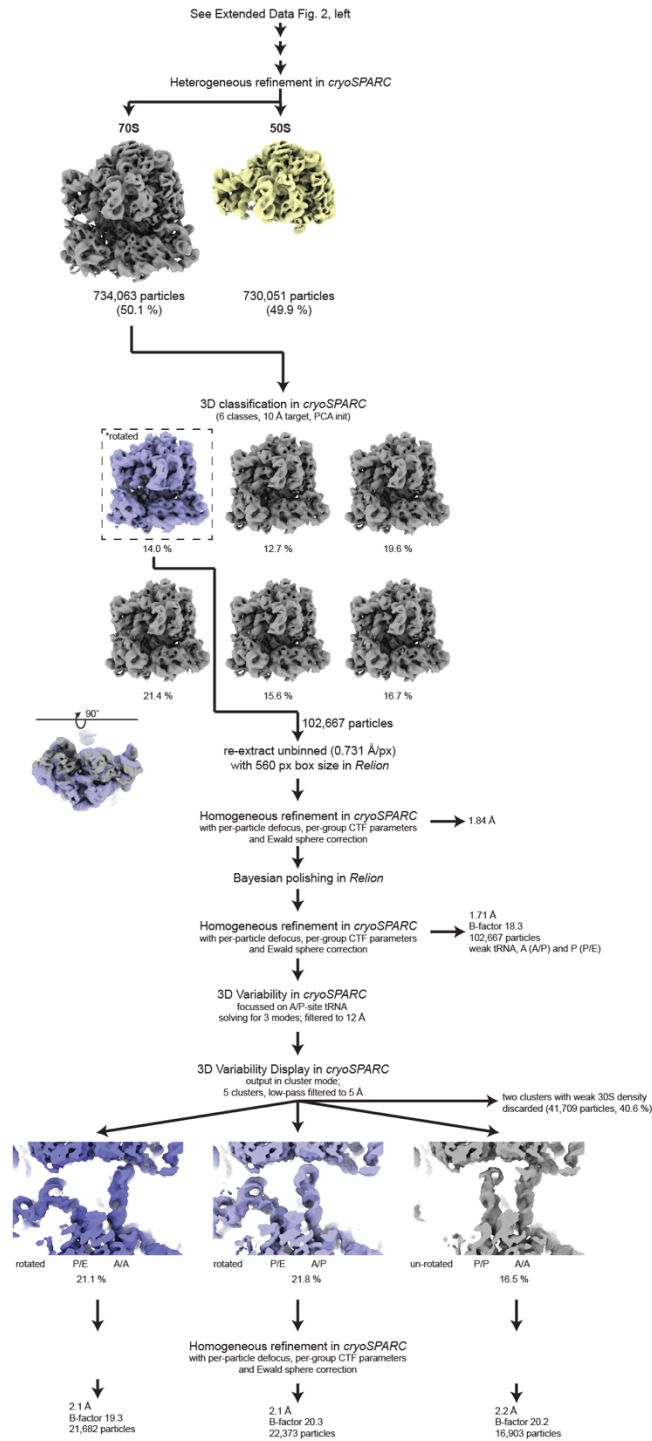 See Extended Data Fig. 2, left
Heterogeneous refinement in cryoSPARC
70S
50S
734,063 particles
(50.1 %)
730,051 particles
(49.9 %)
3D classification in cryoSPARC
(6 classes, 10 Å target, PCA init)
*rotated
14.0 %
12.7 %
19.6 %
21.4 %
15.6 %
16.7 %
90°
102,667 particles
re-extract unbinned (0.731 Å/px)
with 560 px box size in Relion
Homogeneous refinement in cryoSPARC
with per-particle defocus, per-group CTF parameters
and Ewald sphere correction
1.84 Å
Bayesian polishing in Relion
Homogeneous refinement in cryoSPARC
with per-particle defocus, per-group CTF parameters
and Ewald sphere correction
1.71 Å
B-factor 18.3
102,667 particles
weak tRNA, A (A/P) and P (P/E)
3D Variability in cryoSPARC
focussed on A/P-site tRNA
solving for 3 modes; filtered to 12 Å
3D Variability Display in cryoSPARC
output in cluster mode;
5 clusters, low-pass filtered to 5 Å
two clusters with weak 30S density
discarded (41,709 particles, 40.6 %)
rotated P/E A/A
21.1 %
rotated P/E A/P
21.8 %
un-rotated P/P A/A
16.5 %
Homogeneous refinement in cryoSPARC
with per-particle defocus, per-group CTF parameters
and Ewald sphere correction
2.1 Å
B-factor 19.3
21,682 particles
2.1 Å
B-factor 20.3
22,373 particles
2.2 Å
B-factor 20.2
16,903 particles